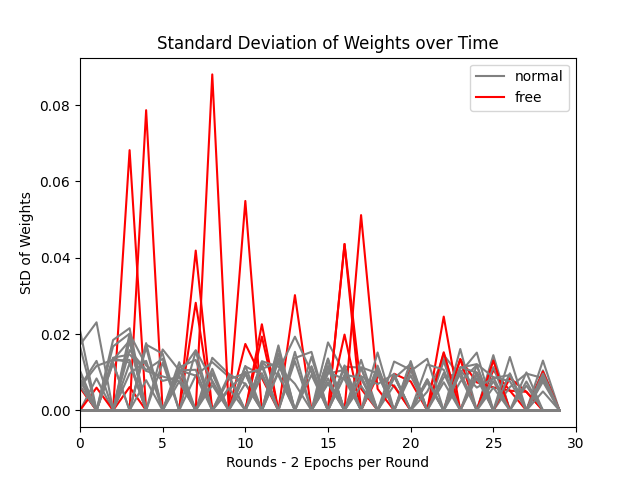 Standard Deviation of Weights over Time
normal
free
StD of Weights
0.08
0.06
0.04
0.02
0.00
0 5 10 15 20 25 30
Rounds - 2 Epochs per Round